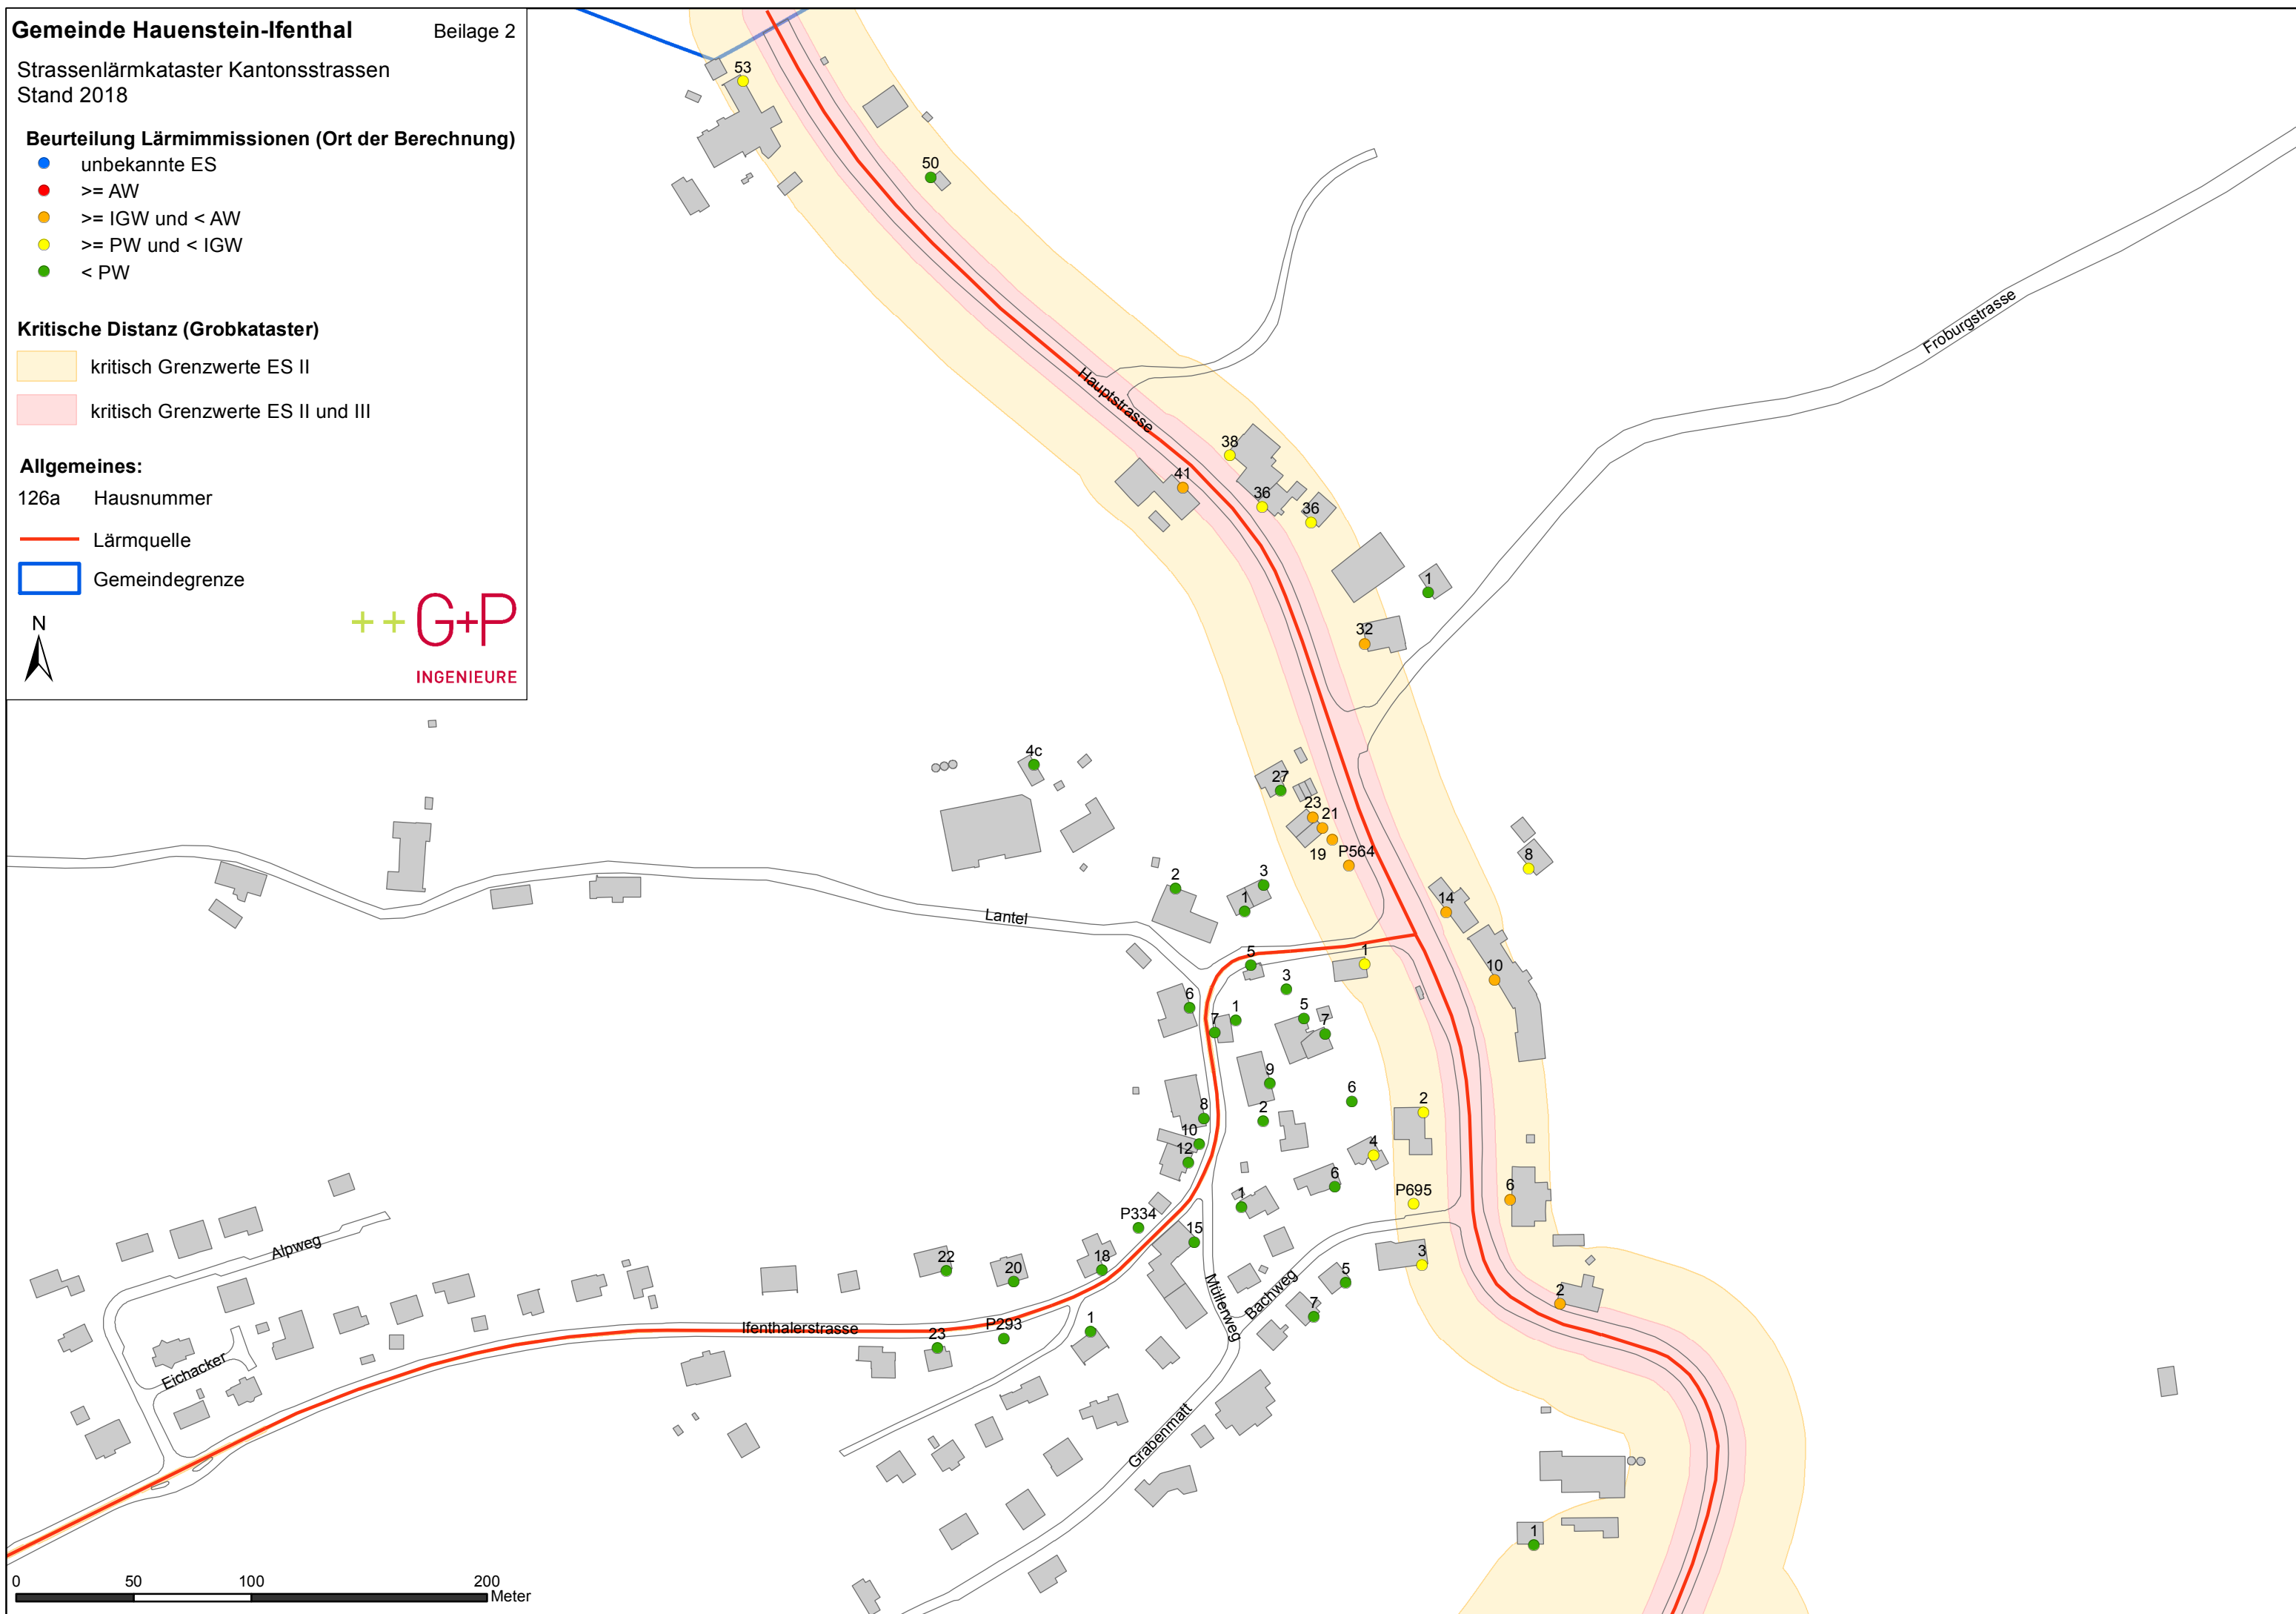 Gemeinde Hauenstein-Ifenthal Beilage 2
Strassenlärmkataster Kantonsstrassen
Stand 2018
Beurteilung Lärmimmissionen (Ort der Berechnung)
unbekannte ES
>= AW
>= IGW und < AW
>= PW und < IGW
< PW
Kritische Distanz (Grobkataster)
kritisch Grenzwerte ES II
kritisch Grenzwerte ES II und III
Allgemeines:
126a Hausnummer
Lärmquelle
Gemeindegrenze
N
++G+P
INGENIEURE
53
50
Froburgstrasse
Hauptstrasse
38
41
36
36
1
32
4c
27
23
21
19
P564
8
2
3
1
14
Lantel
5
1
10
3
6
1
5
7
7
9
6
8
2
2
10
12
4
6
P695
6
1
P334
15
Alpweg
22
20
18
3
5
Müllerweg
Bachweg
2
7
Ifenthalerstrasse
P293
1
23
Eichacker
Grabenmatt
1
0 50 100 200
Meter